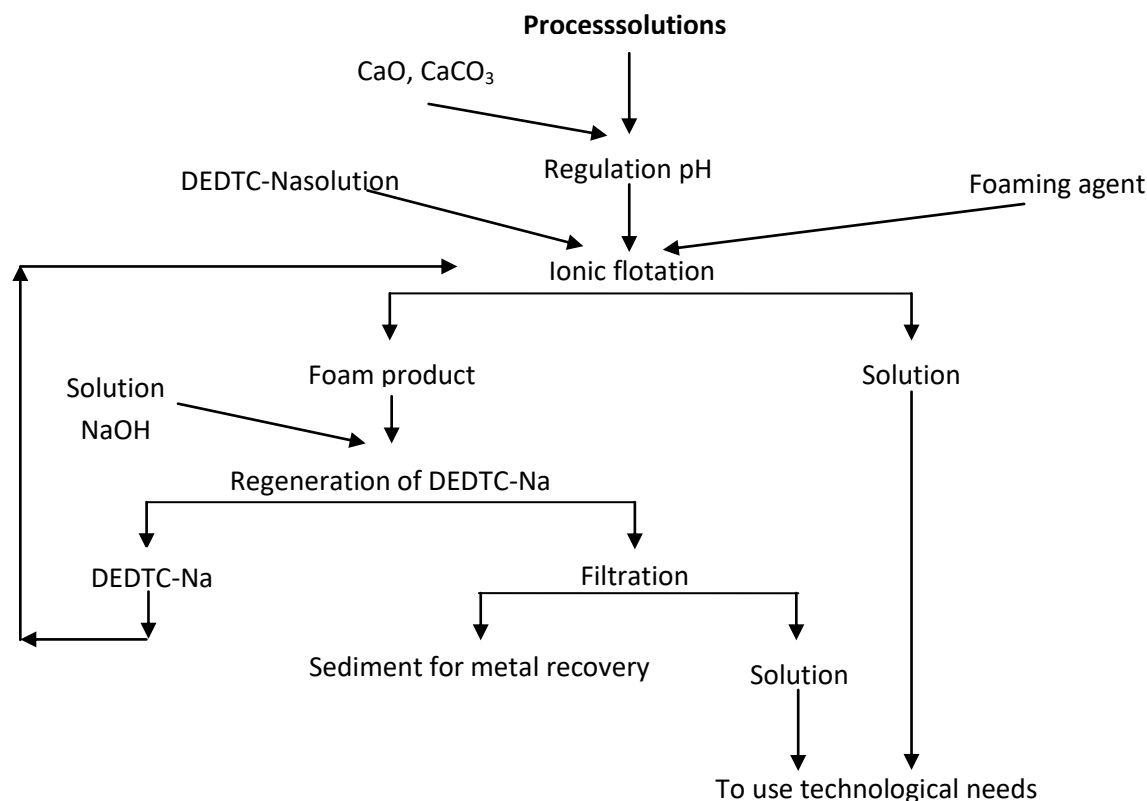 Processsolutions
CaO, CaCO₃
Regulation pH
DEDTC-Nasolution
Foaming agent
Ionic flotation
Foam product
Solution
Solution
NaOH
Regeneration of DEDTC-Na
DEDTC-Na
Filtration
Sediment for metal recovery
Solution
To use technological needs